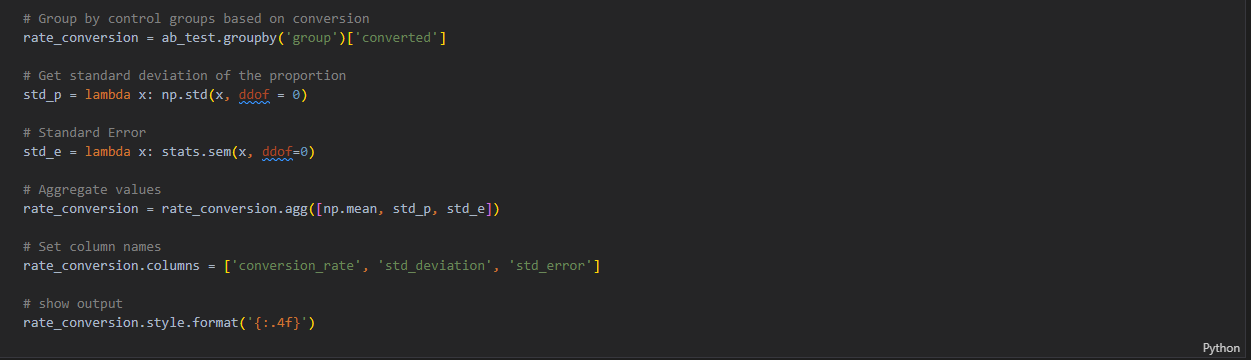 # Group by control groups based on conversion
rate_conversion = ab_test.groupby('group')['converted']
# Get standard deviation of the proportion
std_p = lambda x: np.std(x, ddof = 0)
# Standard Error
std_e = lambda x: stats.sem(x, ddof=0)
# Aggregate values
rate_conversion = rate_conversion.agg([np.mean, std_p, std_e])
# Set column names
rate_conversion.columns = ['conversion_rate', 'std_deviation', 'std_error']
# show output
rate_conversion.style.format('{:.4f}')
Python